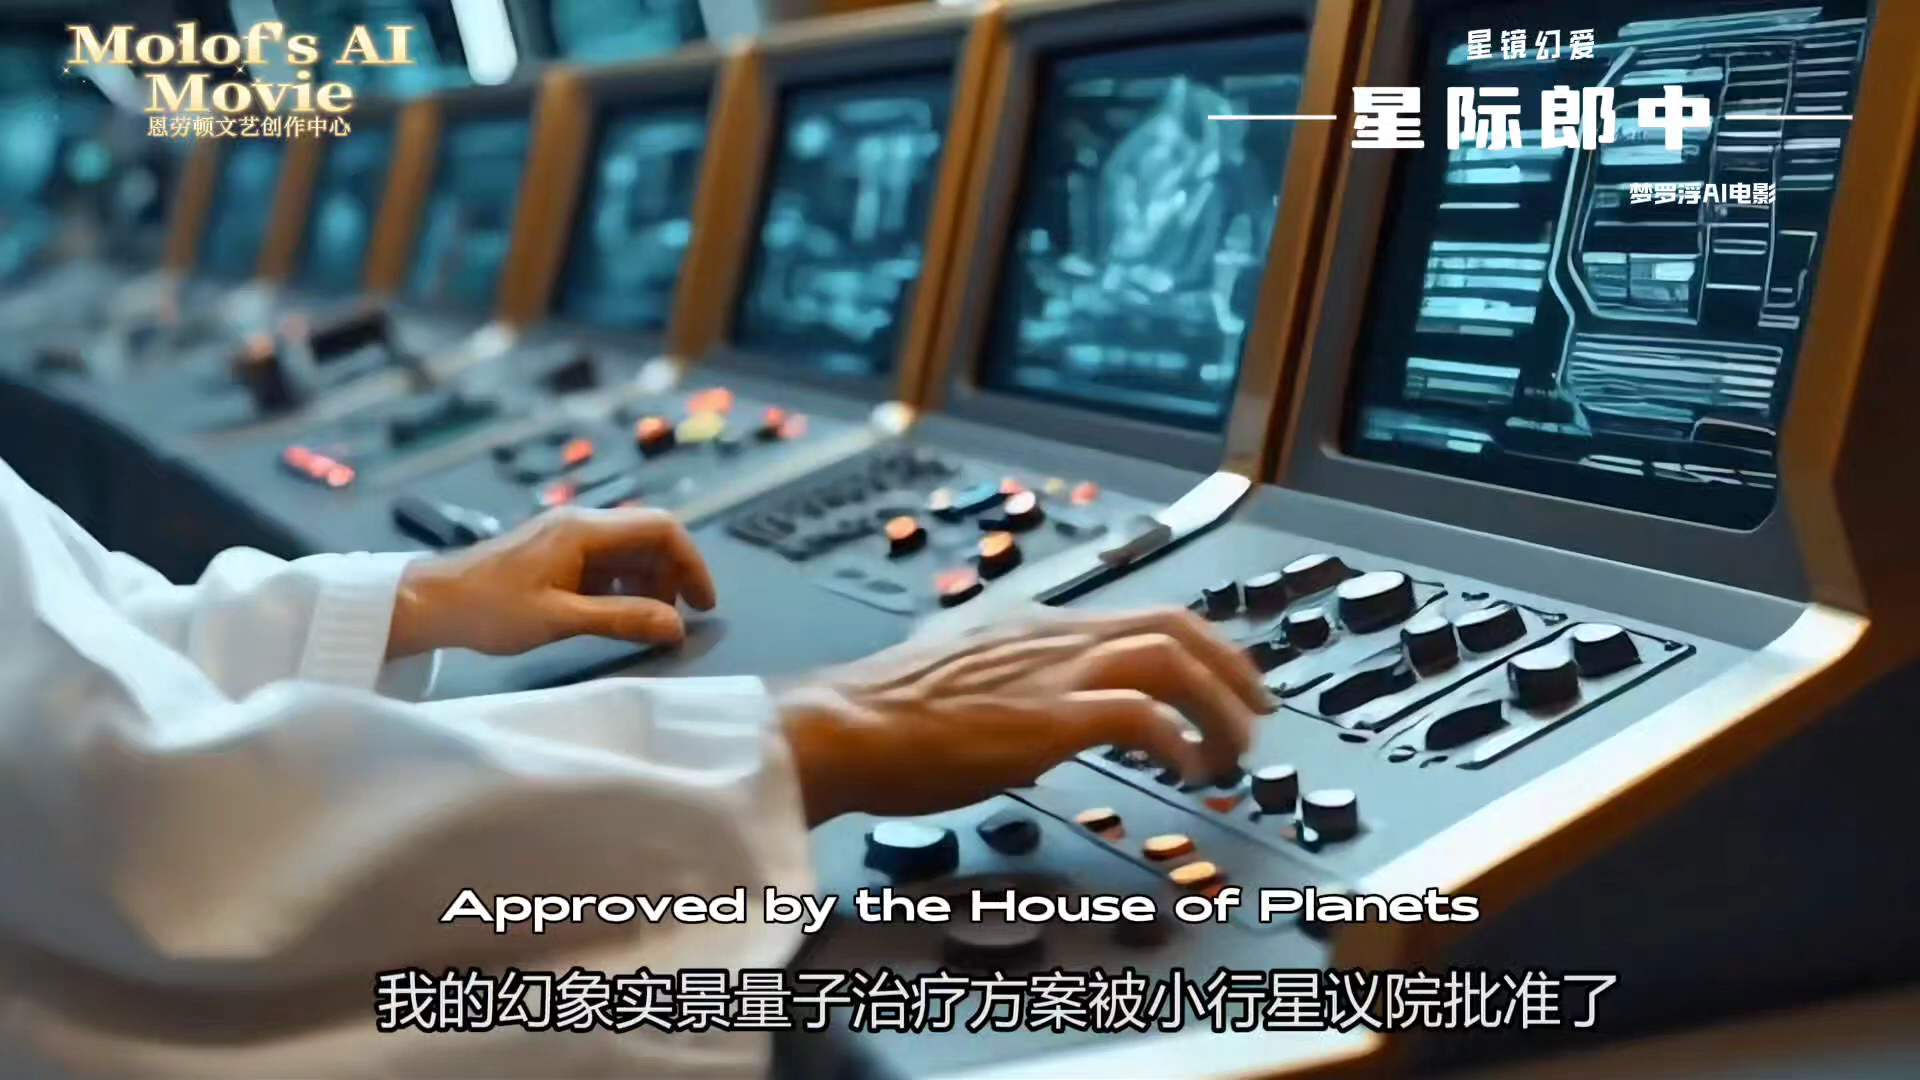 Molof's AI
Movie
恩劳顿文艺创作中心
星镜幻爱
星际郎中
梦罗浮AI电影
Approved by the House of Planets
我的幻象实景量子治疗方案被小行星议院批准了